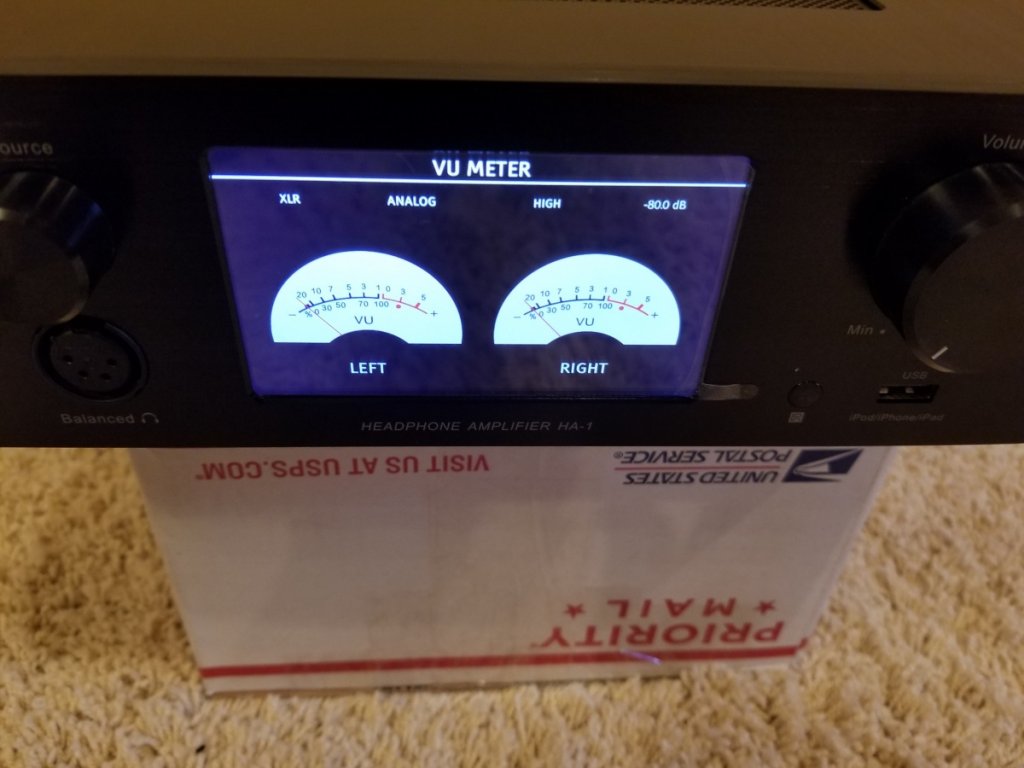 ource
Volu
VU METER
XLR ANALOG HIGH -80.0 dB
20 10 7 5 3 1 0 3 5
- % 0 30 50 70 100 +
VU
LEFT
20 10 7 5 3 1 0 3 5
- % 0 30 50 70 100 +
VU
RIGHT
Min
USB
iPod/iPhone/iPad
Balanced
HEADPHONE AMPLIFIER HA-1
VISIT US AT USPS.COM®
UNITED STATES
POSTAL SERVICE®
PRIORITY
★ MAIL ★